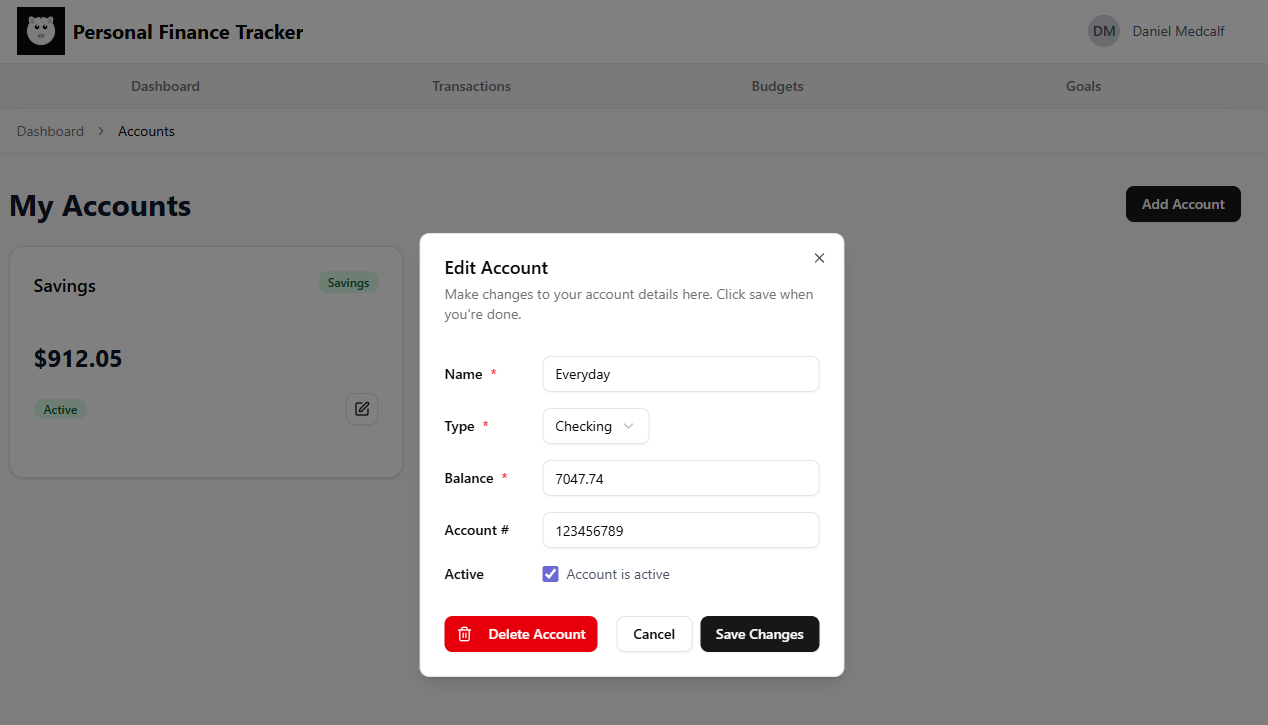 Personal Finance Tracker
DM
Daniel Medcalf
Dashboard
Transactions
Budgets
Goals
Dashboard > Accounts
My Accounts
Add Account
Savings
Savings
$912.05
Active
Edit Account
Make changes to your account details here. Click save when
you're done.
Name *
Everyday
Type *
Checking
Balance *
7047.74
Account #
123456789
Active
Account is active
Delete Account
Cancel
Save Changes